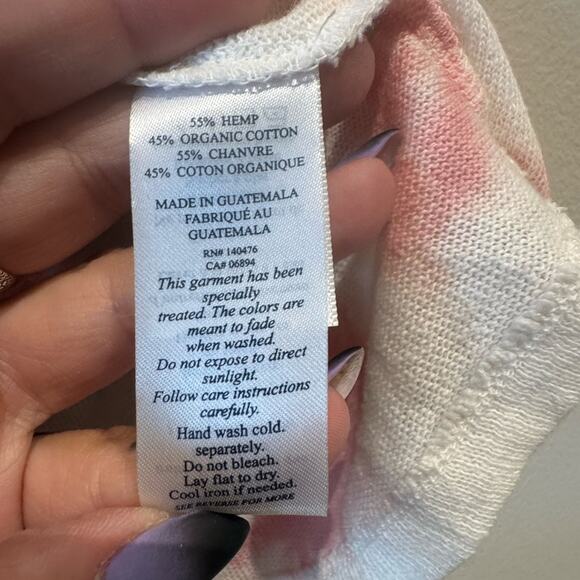 55% HEMP
45% ORGANIC COTTON
55% CHANVRE
45% COTON ORGANIQUE
MADE IN GUATEMALA
FABRIQUÉ AU
GUATEMALA
RN# 140476
CA# 06894
This garment has been
specially
treated. The colors are
meant to fade
when washed.
Do not expose to direct
sunlight.
Follow care instructions
carefully.
Hand wash cold.
separately.
Do not bleach.
Lay flat to dry.
Cool iron if needed.
SEE REVERSE FOR MORE